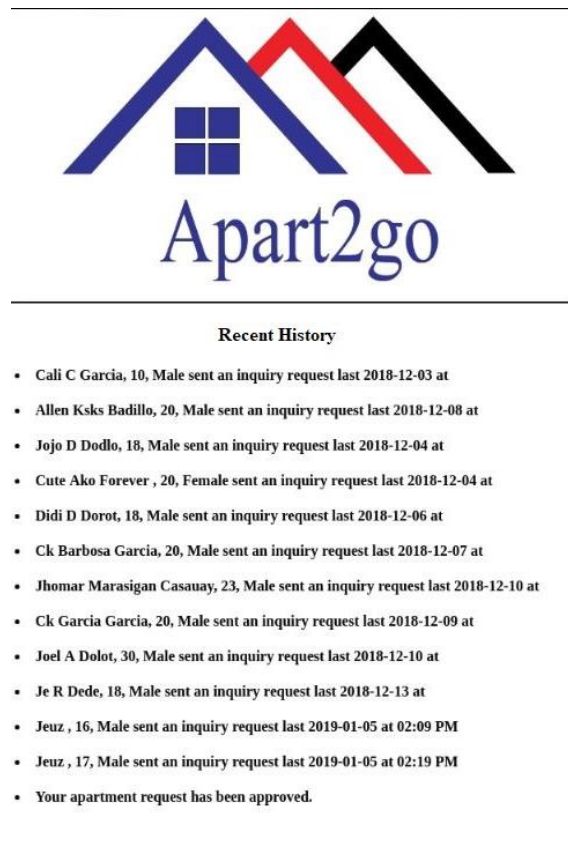 Apart2go
Recent History
• Cali C Garcia, 10, Male sent an inquiry request last 2018-12-03 at
• Allen Ksks Badillo, 20, Male sent an inquiry request last 2018-12-08 at
• Jojo D Dodlo, 18, Male sent an inquiry request last 2018-12-04 at
• Cute Ako Forever , 20, Female sent an inquiry request last 2018-12-04 at
• Didi D Dorot, 18, Male sent an inquiry request last 2018-12-06 at
• Ck Barbosa Garcia, 20, Male sent an inquiry request last 2018-12-07 at
• Jhomar Marasigan Casauay, 23, Male sent an inquiry request last 2018-12-10 at
• Ck Garcia Garcia, 20, Male sent an inquiry request last 2018-12-09 at
• Joel A Dolot, 30, Male sent an inquiry request last 2018-12-10 at
• Je R Dede, 18, Male sent an inquiry request last 2018-12-13 at
• Jeuz , 16, Male sent an inquiry request last 2019-01-05 at 02:09 PM
• Jeuz , 17, Male sent an inquiry request last 2019-01-05 at 02:19 PM
• Your apartment request has been approved.